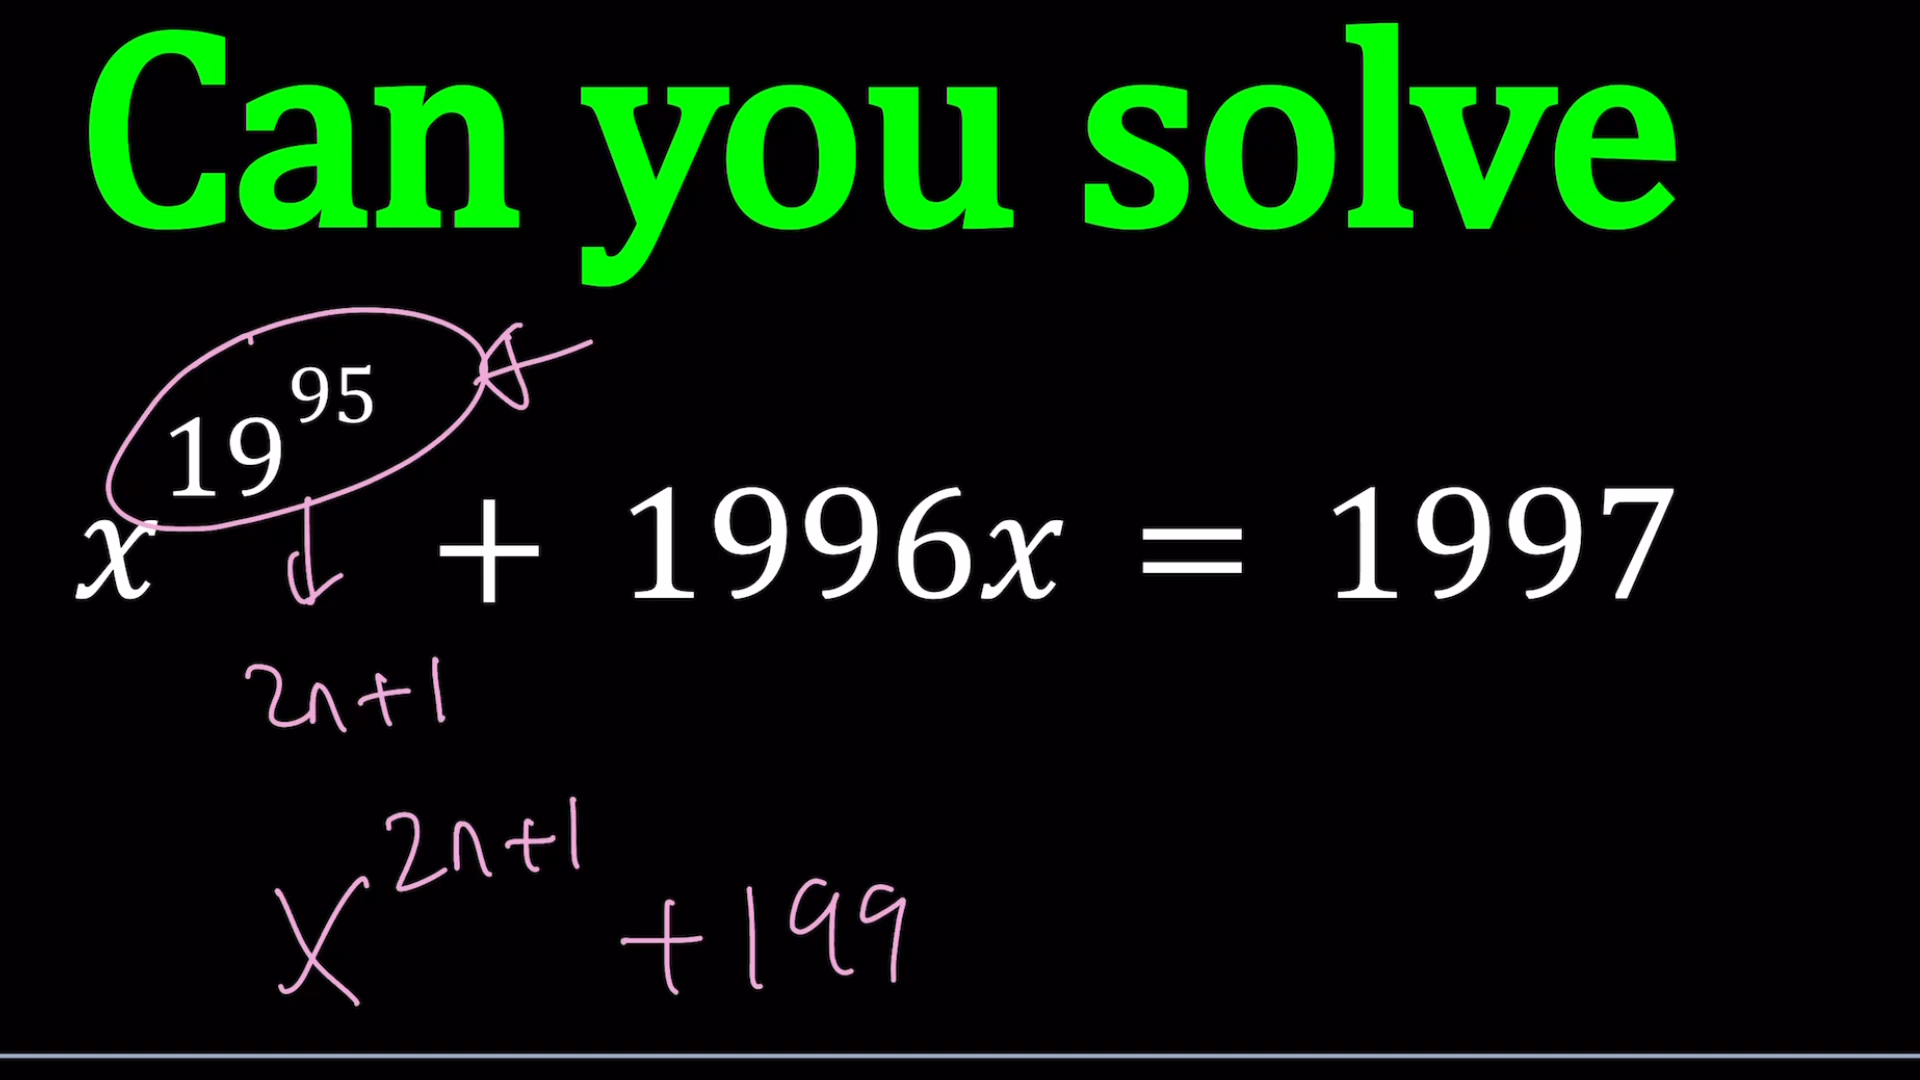 Can you solve
x^19^95 + 1996x = 1997
2n+1
x^2n+1 +199